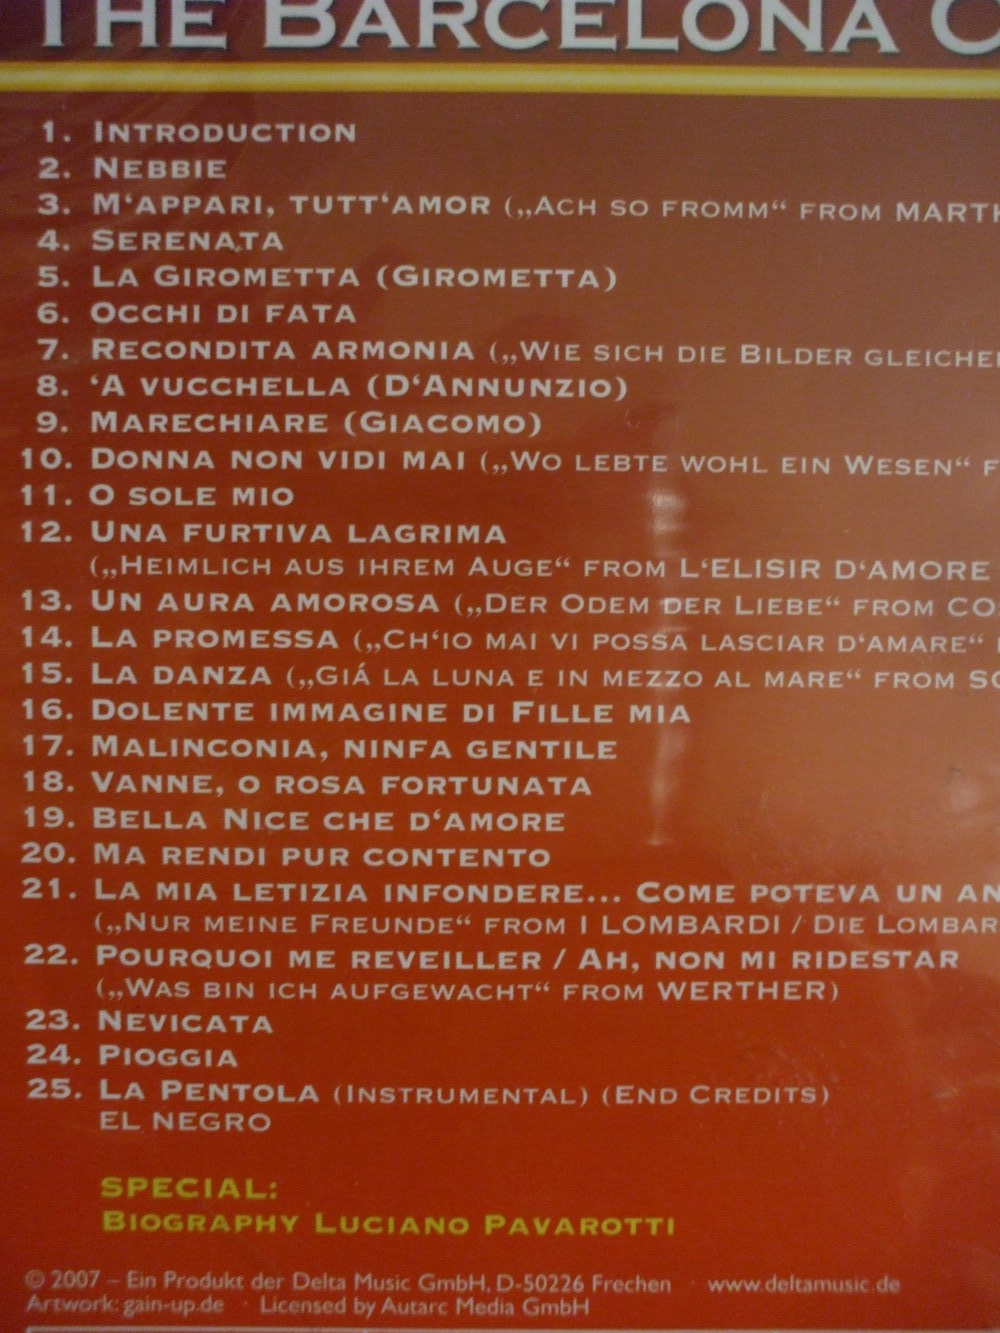 THE BARCELONA
1. INTRODUCTION
2. NEBBIE
3. M‘APPARI, TUTT‘AMOR („ACH SO FROMM“ FROM MARTH
4. SERENATA
5. LA GIROMETTA (GIROMETTA)
6. OCCHI DI FATA
7. RECONDITA ARMONIA („WIE SICH DIE BILDER GLEICHE
8. ‘A VUCCHELLA (D‘ANNUNZIO)
9. MARECHIARE (GIACOMO)
10. DONNA NON VIDI MAI („WO LEBTE WOHL EIN WESEN“ F
11. O SOLE MIO
12. UNA FURTIVA LAGRIMA
(„HEIMLICH AUS IHREM AUGE“ FROM L‘ELISIR D‘AMORE
13. UN AURA AMOROSA („DER ODEM DER LIEBE“ FROM CO
14. LA PROMESSA („CH‘IO MAI VI POSSA LASCIAR D‘AMARE“
15. LA DANZA („GIÁ LA LUNA E IN MEZZO AL MARE“ FROM SO
16. DOLENTE IMMAGINE DI FILLE MIA
17. MALINCONIA, NINFA GENTILE
18. VANNE, O ROSA FORTUNATA
19. BELLA NICE CHE D‘AMORE
20. MA RENDI PUR CONTENTO
21. LA MIA LETIZIA INFONDERE... COME POTEVA UN AN
(„NUR MEINE FREUNDE“ FROM I LOMBARDI / DIE LOMBAR
22. POURQUOI ME REVEILLER / AH, NON MI RIDESTAR
(„WAS BIN ICH AUFGEWACHT“ FROM WERTHER)
23. NEVICATA
24. PIOGGIA
25. LA PENTOLA (INSTRUMENTAL) (END CREDITS)
EL NEGRO
SPECIAL:
BIOGRAPHY LUCIANO PAVAROTTI
© 2007 – Ein Produkt der Delta Music GmbH, D-50226 Frechen · www.deltamusic.de
Artwork: gain-up.de · Licensed by Autarc Media GmbH